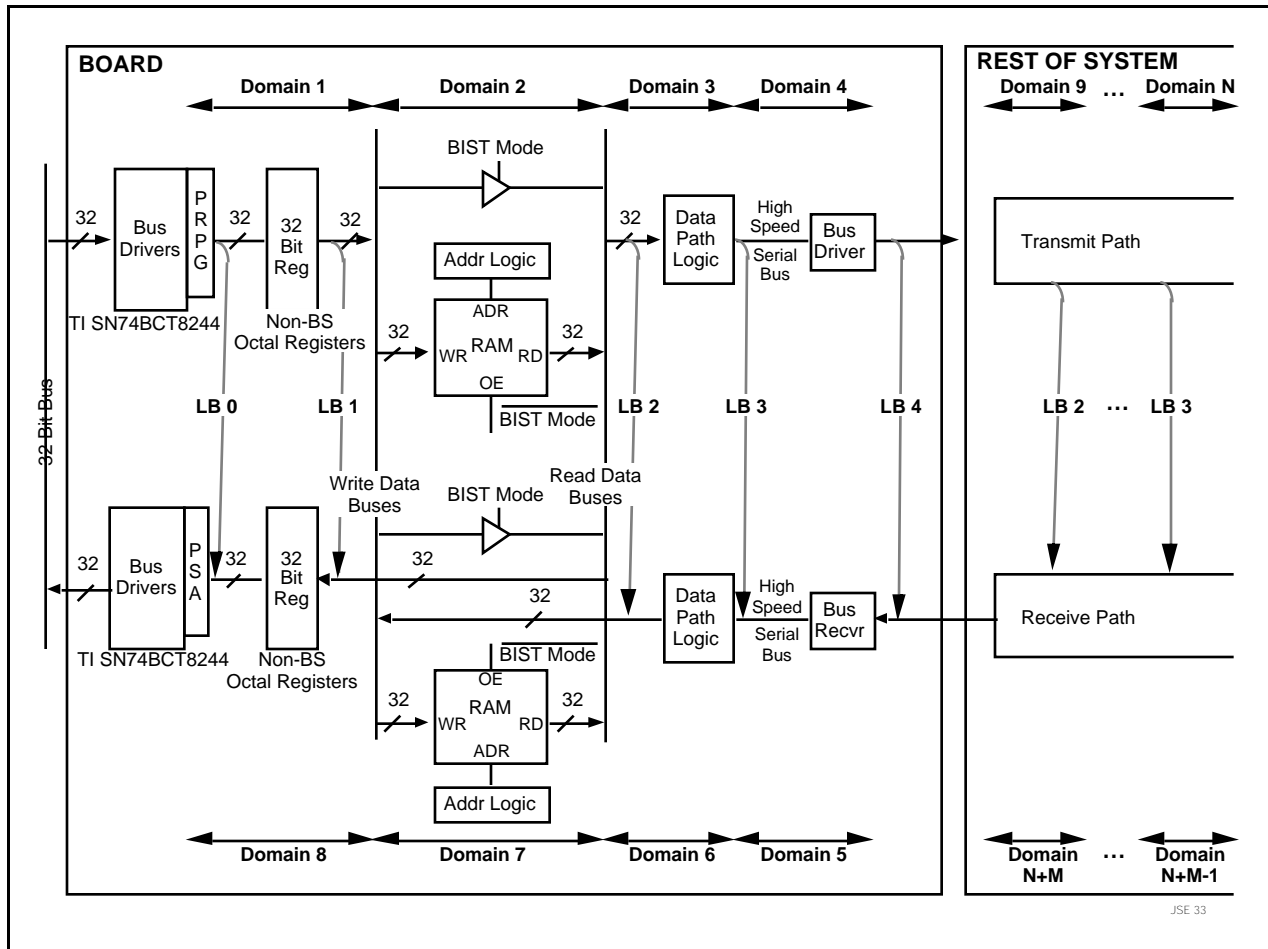 BOARD
REST OF SYSTEM
Domain 1
Domain 2
Domain 3
Domain 4
Domain 9
...
Domain N
BIST Mode
32
Bus
Drivers
P
R
P
G
32
32
Bit
Reg
32
32
Data
Path
Logic
High
Speed
Serial
Bus
Bus
Driver
Transmit Path
Addr Logic
TI SN74BCT8244
Non-BS
Octal Registers
32
ADR
WR
RAM
RD
OE
32
BIST Mode
32 Bit Bus
LB 0
LB 1
LB 2
LB 3
LB 4
LB 2
...
LB 3
Write Data
Buses
Read Data
Buses
BIST Mode
32
Bus
Drivers
P
S
A
32
32
Bit
Reg
32
32
Data
Path
Logic
High
Speed
Serial
Bus
Bus
Recvr
Receive Path
TI SN74BCT8244
Non-BS
Octal Registers
BIST Mode
32
OE
WR
RAM
RD
ADR
32
Addr Logic
Domain 8
Domain 7
Domain 6
Domain 5
Domain
N+M
...
Domain
N+M-1
JSE 33